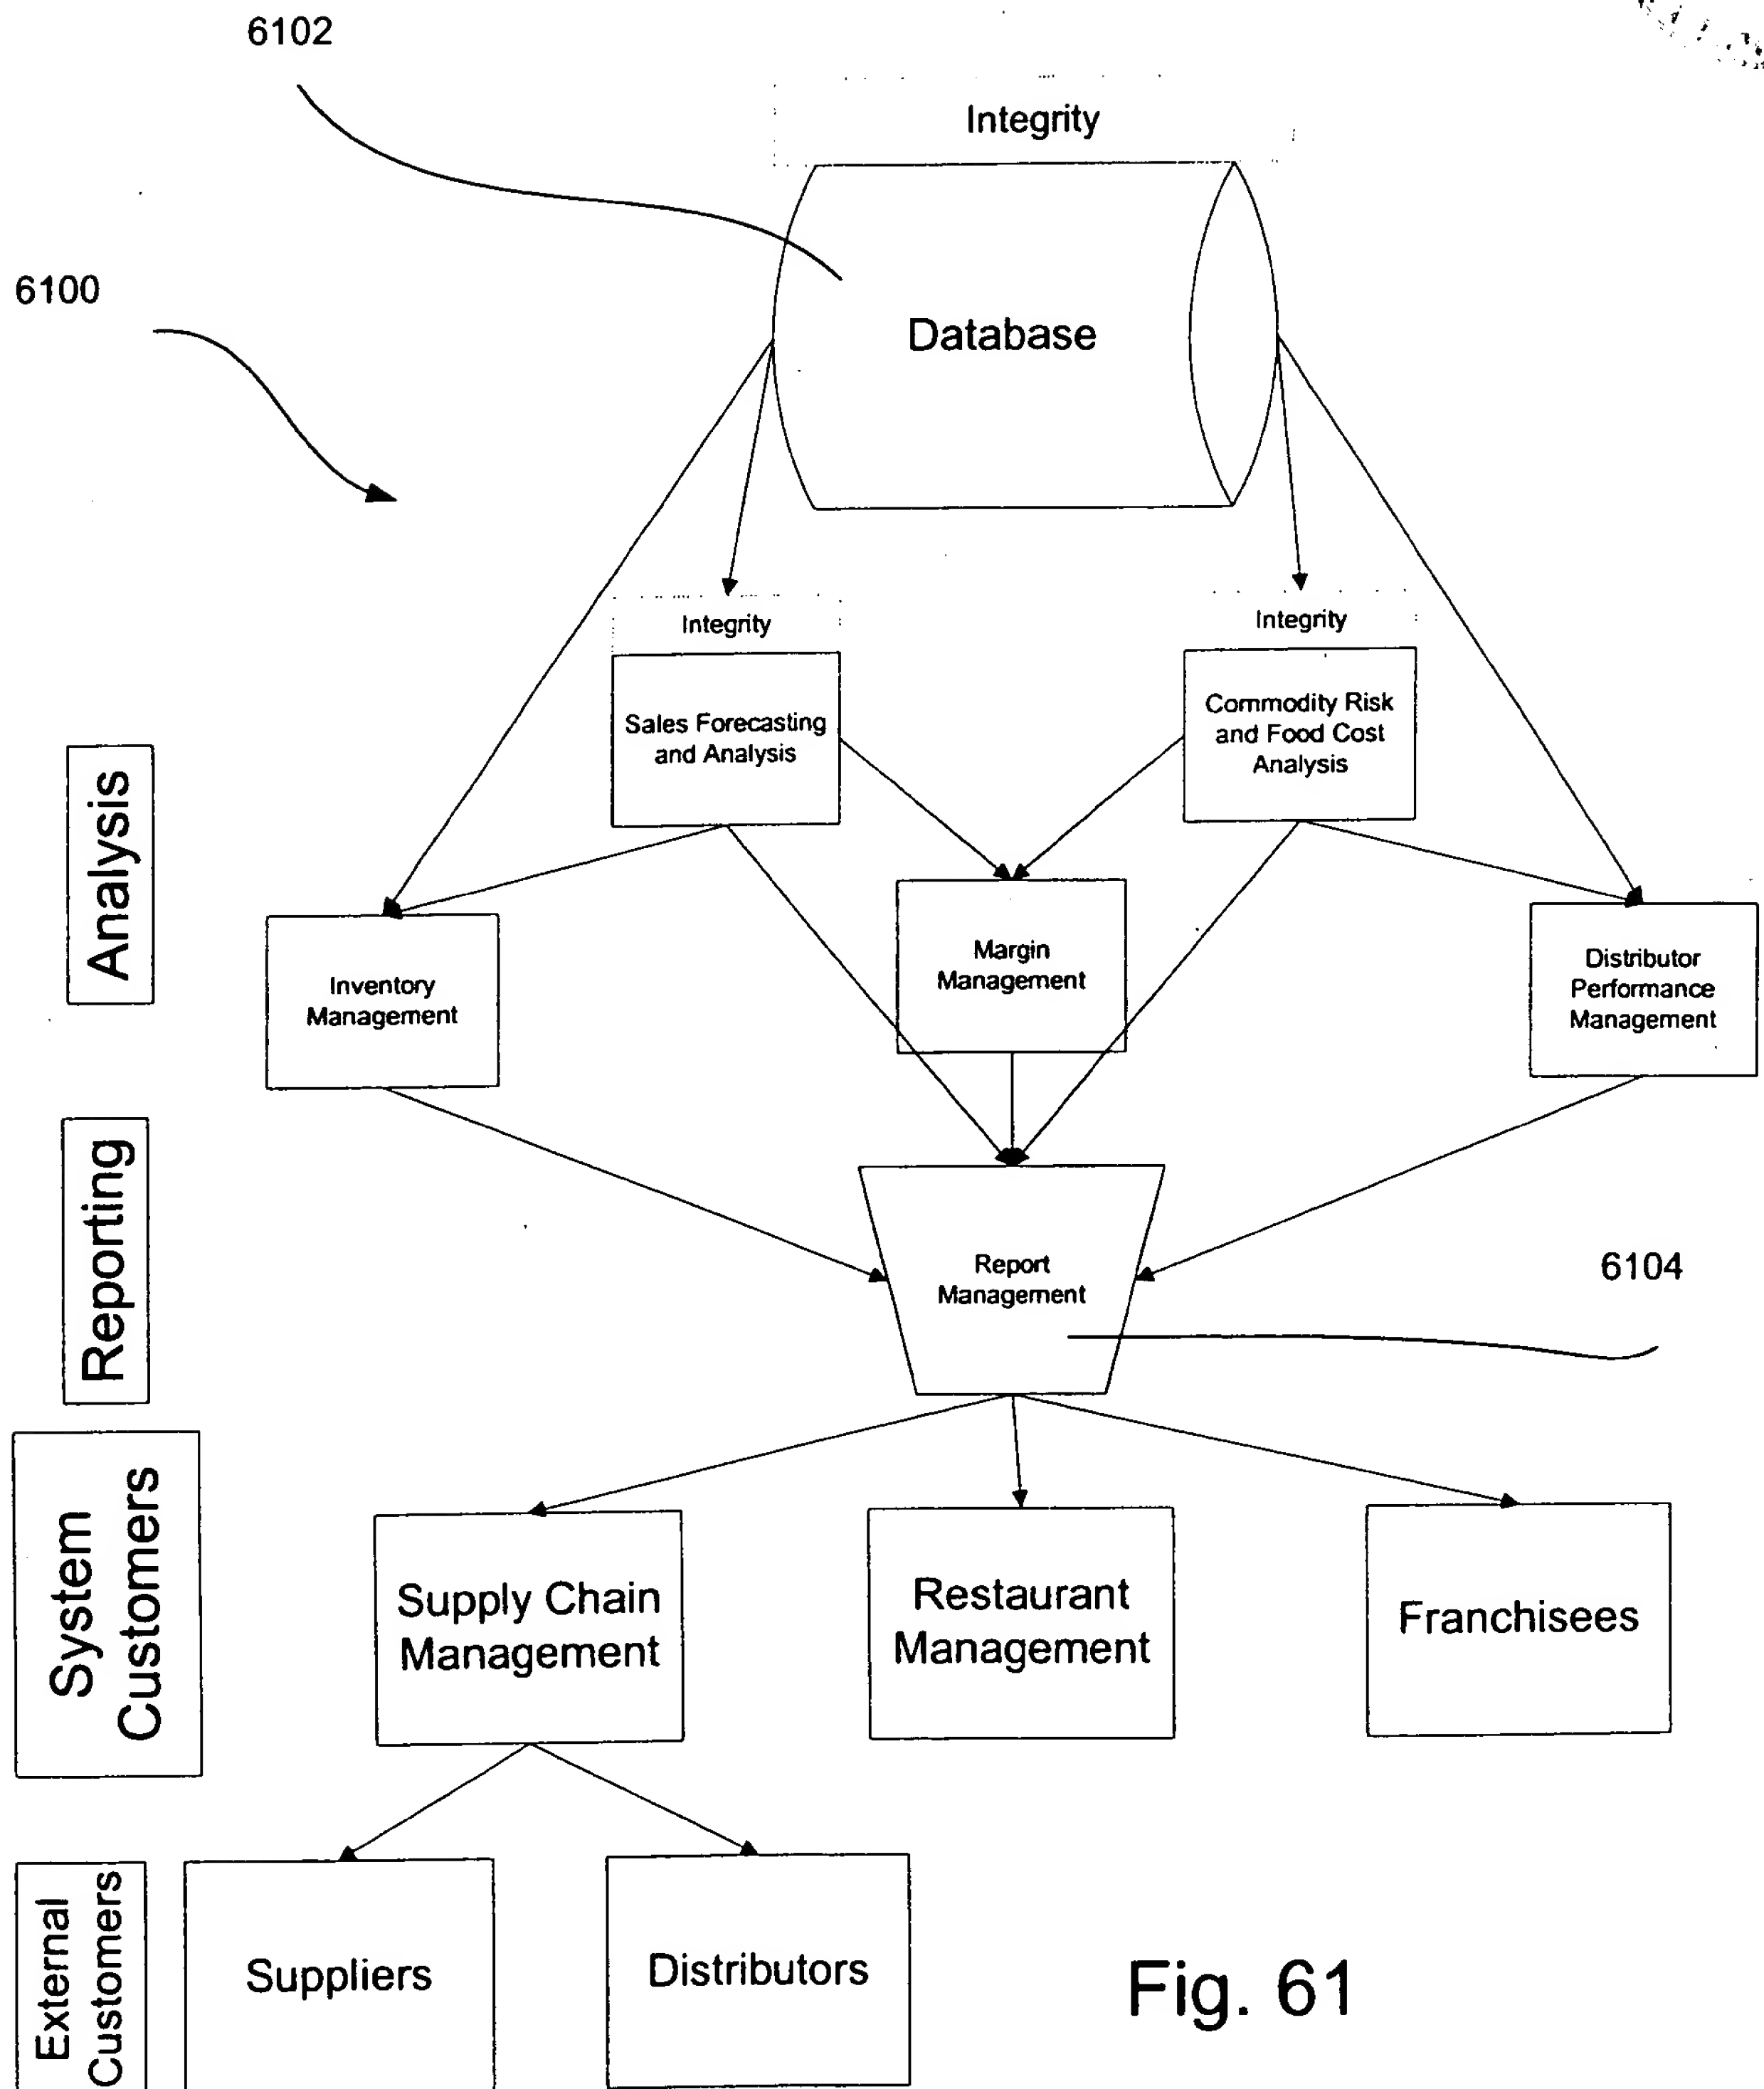 6102
Integrity
6100
Database
Integrity
Integrity
Sales Forecasting
and Analysis
Commodity Risk
and Food Cost
Analysis
Analysis
Inventory
Management
Margin
Management
Distributor
Performance
Management
Reporting
Report
Management
6104
System
Customers
Supply Chain
Management
Restaurant
Management
Franchisees
External
Customers
Suppliers
Distributors
Fig. 61